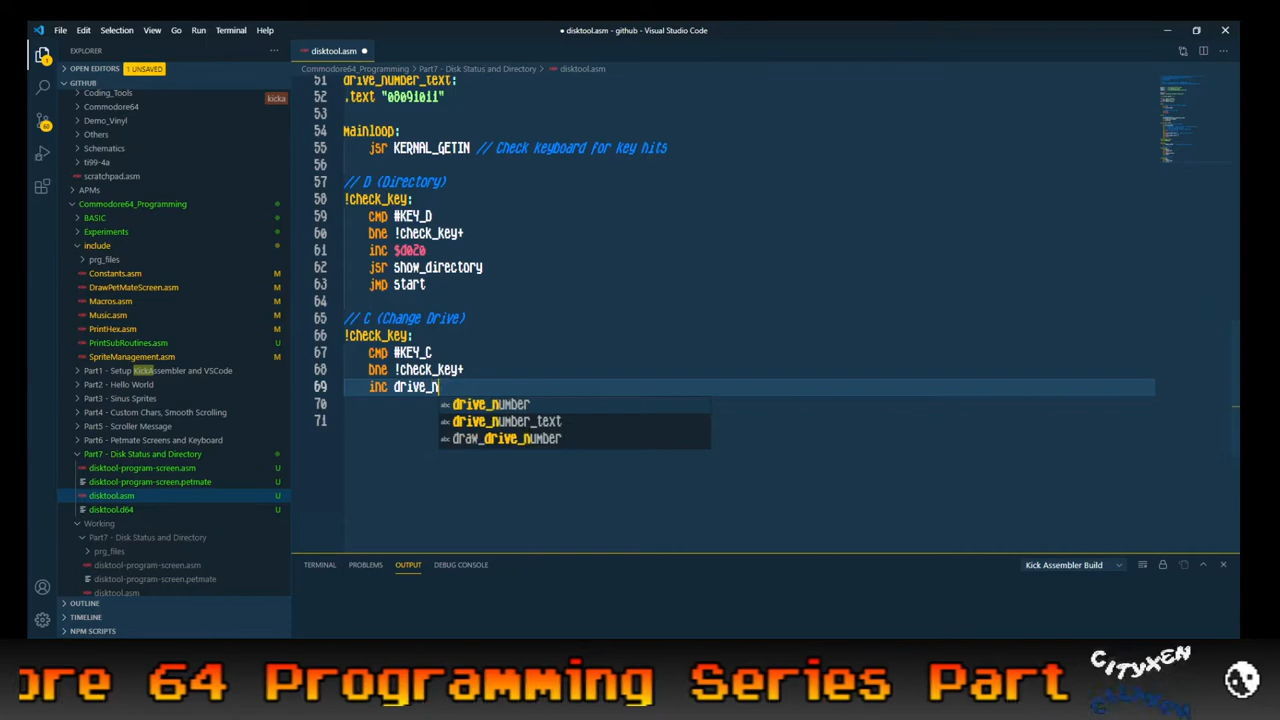 File Edit Selection View Go Run Terminal Help
disktool.asm - github - Visual Studio Code
EXPLORER
OPEN EDITORS 1 UNSAVED
GITHUB
kicka
Coding_Tools
Commodore64
Demo_Vinyl
Others
Schematics
ti99-4a
scratchpad.asm
APMs
Commodore64_Programming
BASIC
Experiments
include
prg_files
Constants.asm M
DrawPetMateScreen.asm M
Macros.asm M
Music.asm M
PrintHex.asm M
PrintSubRoutines.asm U
SpriteManagement.asm M
Part1 - Setup KickAssembler and VSCode
Part2 - Hello World
Part3 - Sinus Sprites
Part4 - Custom Chars, Smooth Scrolling
Part5 - Scroller Message
Part6 - Petmate Screens and Keyboard
Part7 - Disk Status and Directory
disktool-program-screen.asm U
disktool-program-screen.petmate U
disktool.asm U
disktool.d64 U
Working
Part7 - Disk Status and Directory
prg_files
disktool-program-screen.asm
disktool-program-screen.petmate
disktool.asm
OUTLINE
TIMELINE
NPM SCRIPTS
disktool.asm
Commodore64_Programming > Part7 - Disk Status and Directory > disktool.asm
51 drive_number_text:
52 .text "08091011"
53
54 mainloop:
55 jsr KERNAL_GETIN // Check keyboard for key hits
56
57 // D (Directory)
58 !check_key:
59 cmp #KEY_D
60 bne !check_key+
61 inc $d020
62 jsr show_directory
63 jmp start
64
65 // C (Change Drive)
66 !check_key:
67 cmp #KEY_C
68 bne !check_key+
69 inc drive_n
70
71
abc drive_number
abc drive_number_text
abc draw_drive_number
TERMINAL PROBLEMS OUTPUT DEBUG CONSOLE
Kick Assembler Build
ore 64 Programming Series Part
CITYXEN